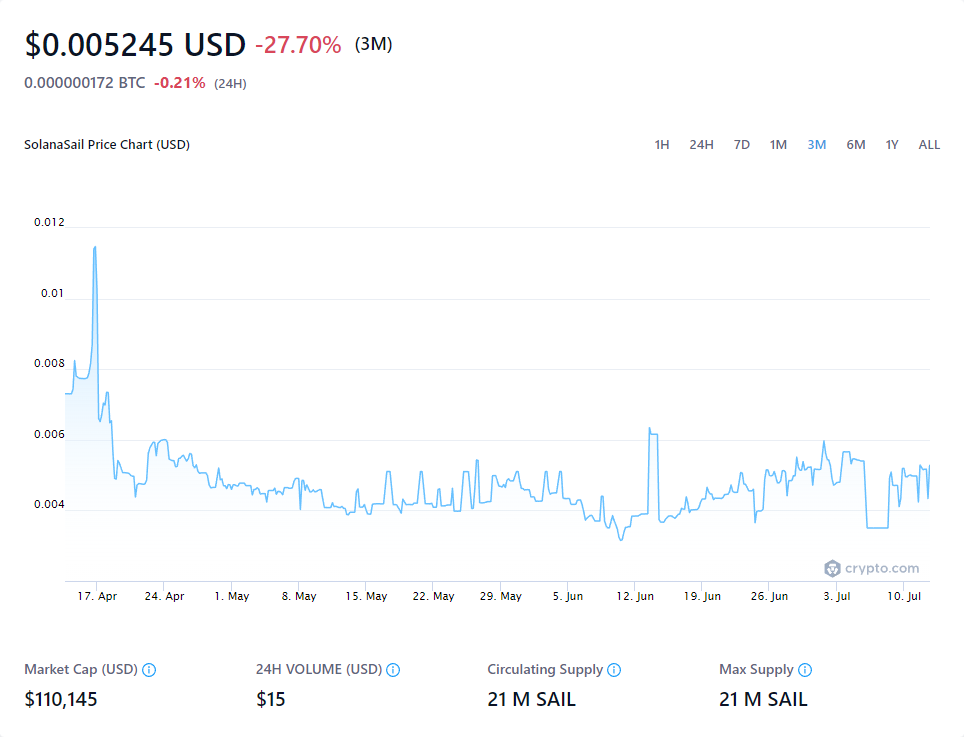 $0.005245 USD -27.70% (3M)
0.000000172 BTC -0.21% (24H)
SolanaSail Price Chart (USD) 1H 24H 7D 1M 3M 6M 1Y ALL
0.012
0.01
0.008
0.006
0.004
crypto.com
17. Apr 24. Apr 1. May 8. May 15. May 22. May 29. May 5. Jun 12. Jun 19. Jun 26. Jun 3. Jul 10. Jul
Market Cap (USD) 24H VOLUME (USD) Circulating Supply Max Supply
$110,145 $15 21 M SAIL 21 M SAIL